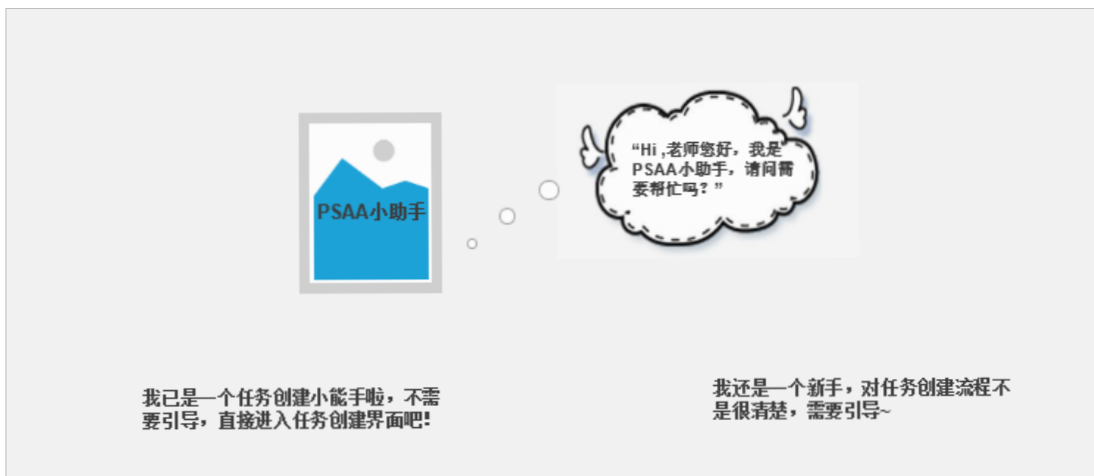 “Hi ,老师您好，我是
PSAA小助手，请问需
要帮忙吗？”
PSAA小助手
我已是一个任务创建小能手啦，不需
要引导，直接进入任务创建界面吧!
我还是一个新手，对任务创建流程不
是很清楚，需要引导~